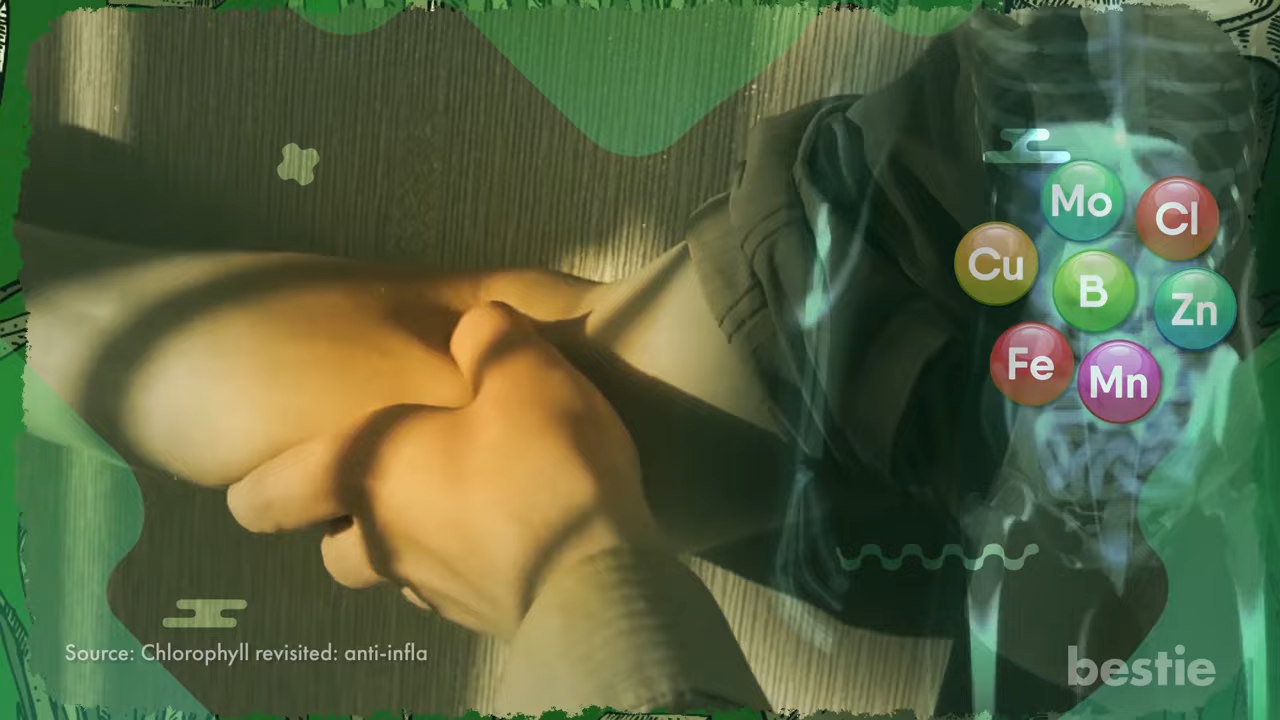 Mo
Cl
Cu
B
Zn
Fe
Mn
Source: Chlorophyll revisited: anti-infla
bestie